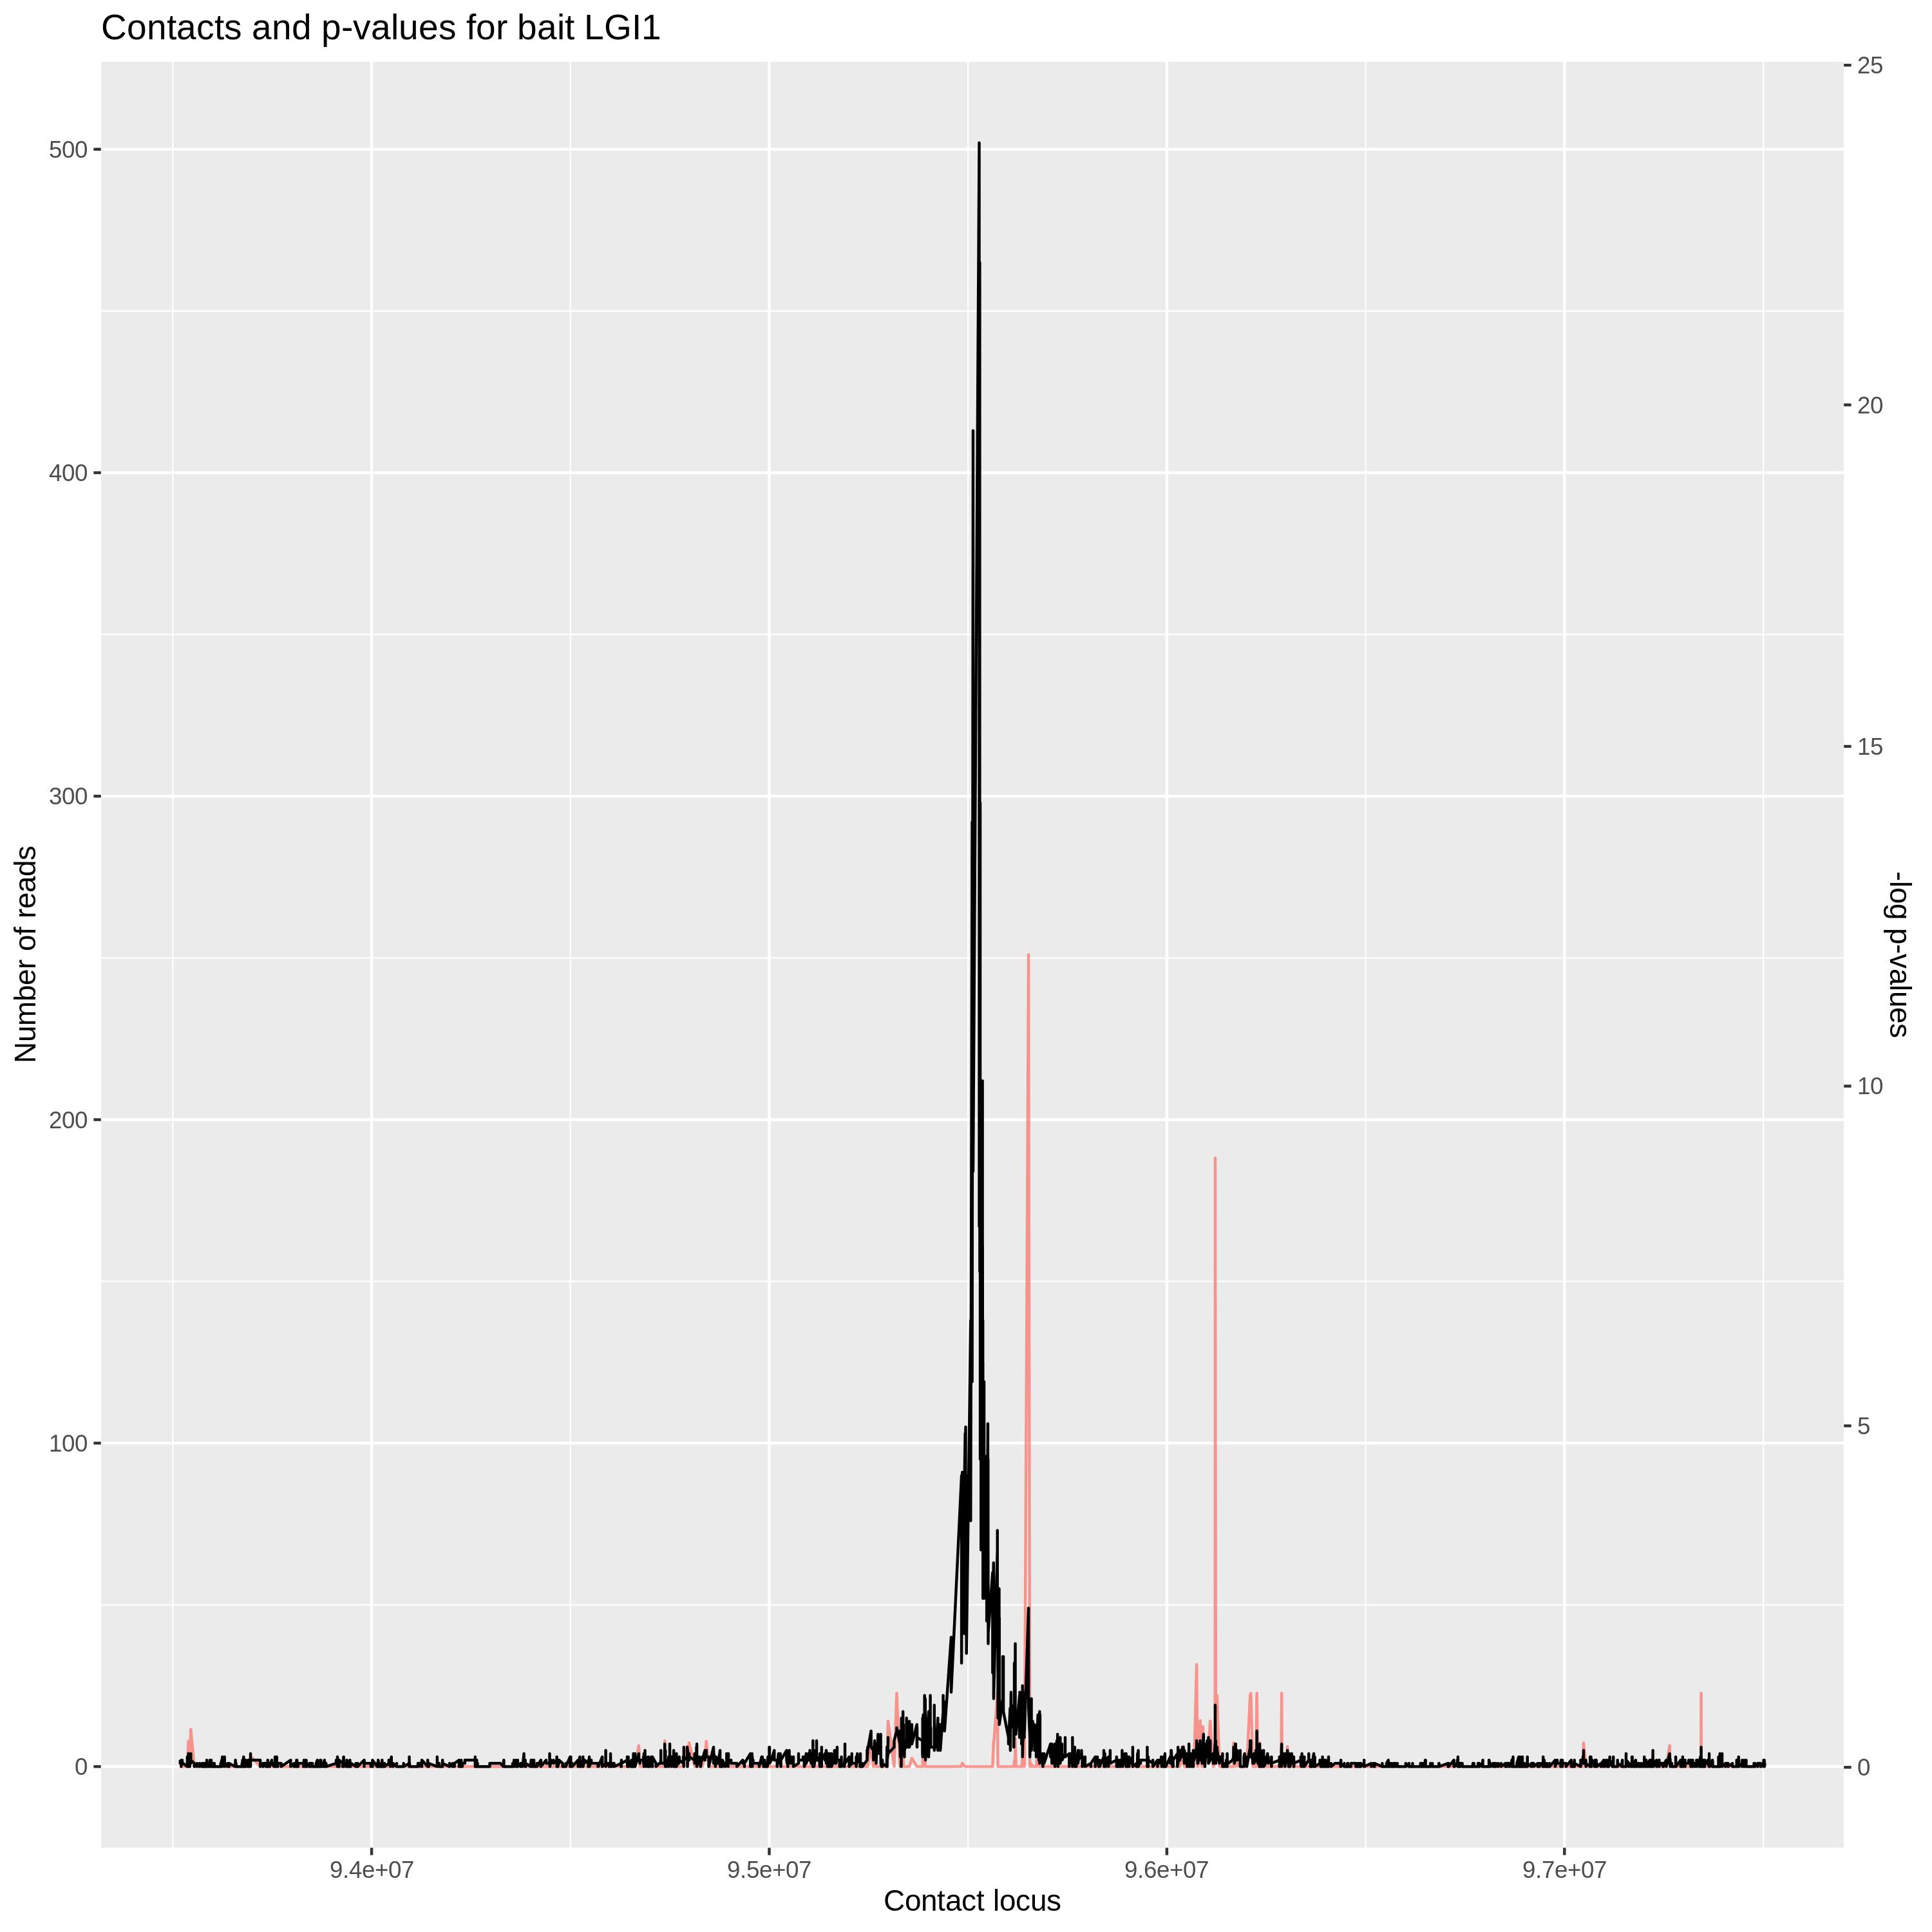 Contacts and p-values for bait LGI1
25
500
20
400
15
300
Number of reads
-log p-values
10
200
5
100
0
0
9.4e+07 9.5e+07 9.6e+07 9.7e+07
Contact locus